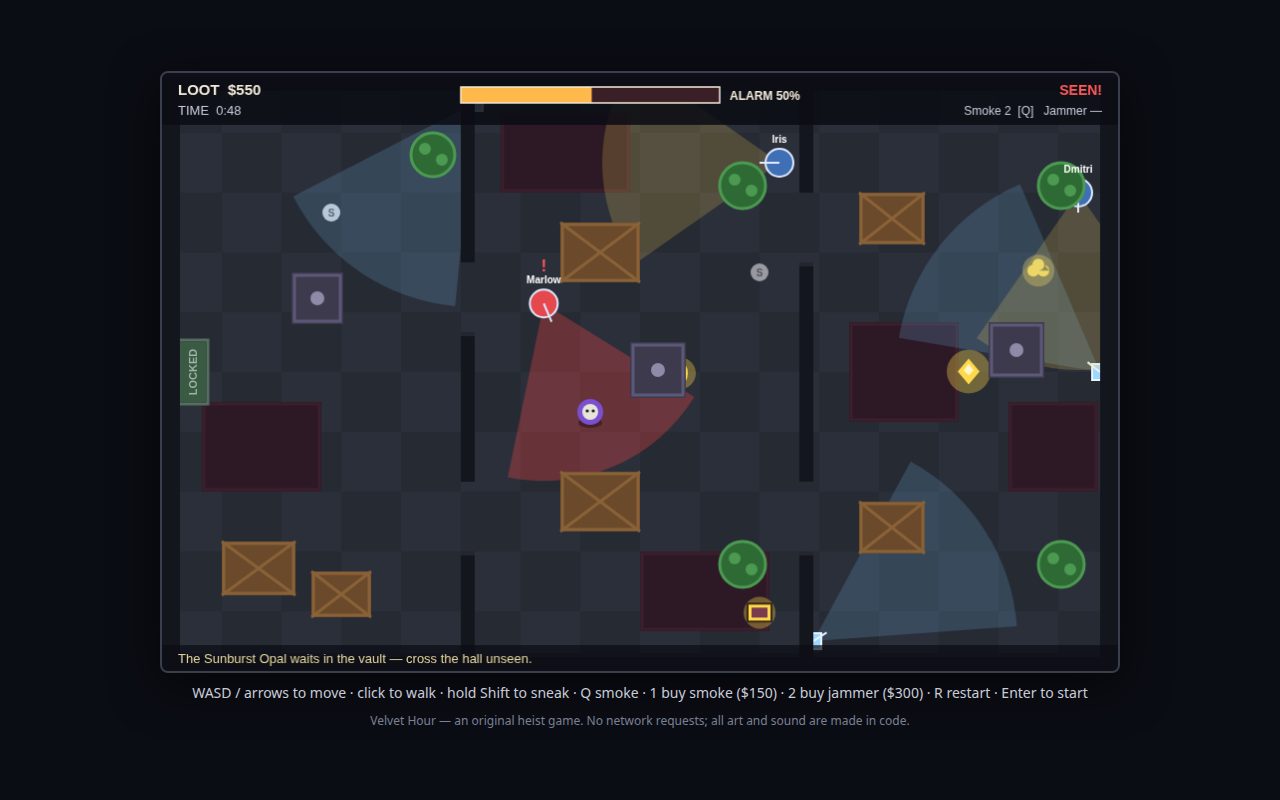 LOOT $550
ALARM 50%
SEEN!
TIME 0:48
Smoke 2 [Q] Jammer —
Iris
Dmitri
S
S
!
Marlow
LOCKED
The Sunburst Opal waits in the vault — cross the hall unseen.
WASD / arrows to move · click to walk · hold Shift to sneak · Q smoke · 1 buy smoke ($150) · 2 buy jammer ($300) · R restart · Enter to start
Velvet Hour — an original heist game. No network requests; all art and sound are made in code.